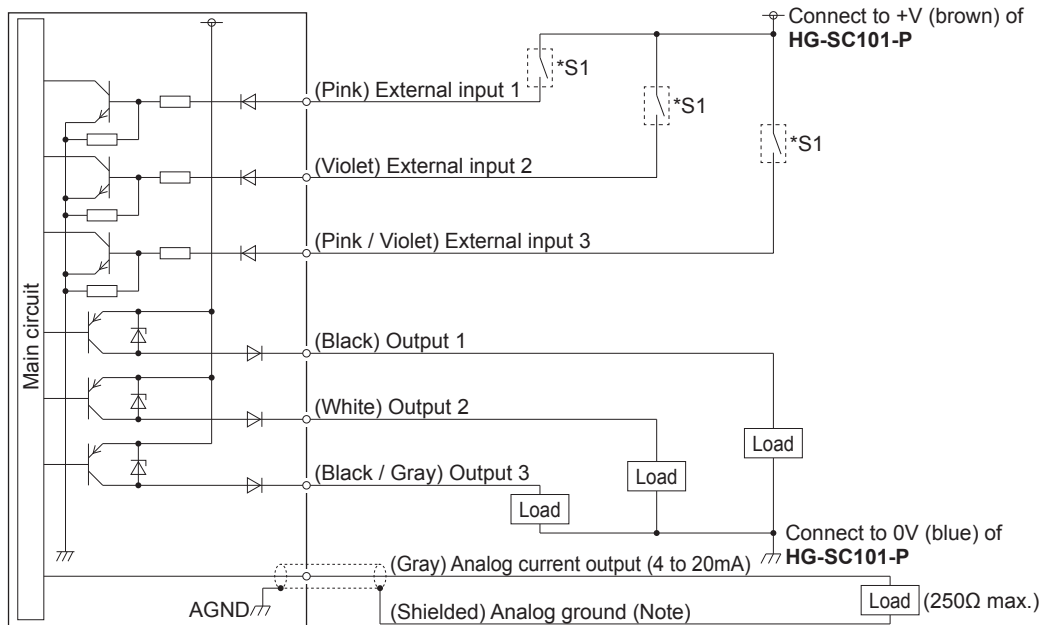 Connect to +V (brown) of
HG-SC101-P
*S1
*S1
*S1
(Pink) External input 1
(Violet) External input 2
(Pink / Violet) External input 3
Main circuit
(Black) Output 1
(White) Output 2
(Black / Gray) Output 3
Load
Load
Load
Connect to 0V (blue) of
HG-SC101-P
(Gray) Analog current output (4 to 20mA)
AGND
(Shielded) Analog ground (Note)
Load (250Ω max.)